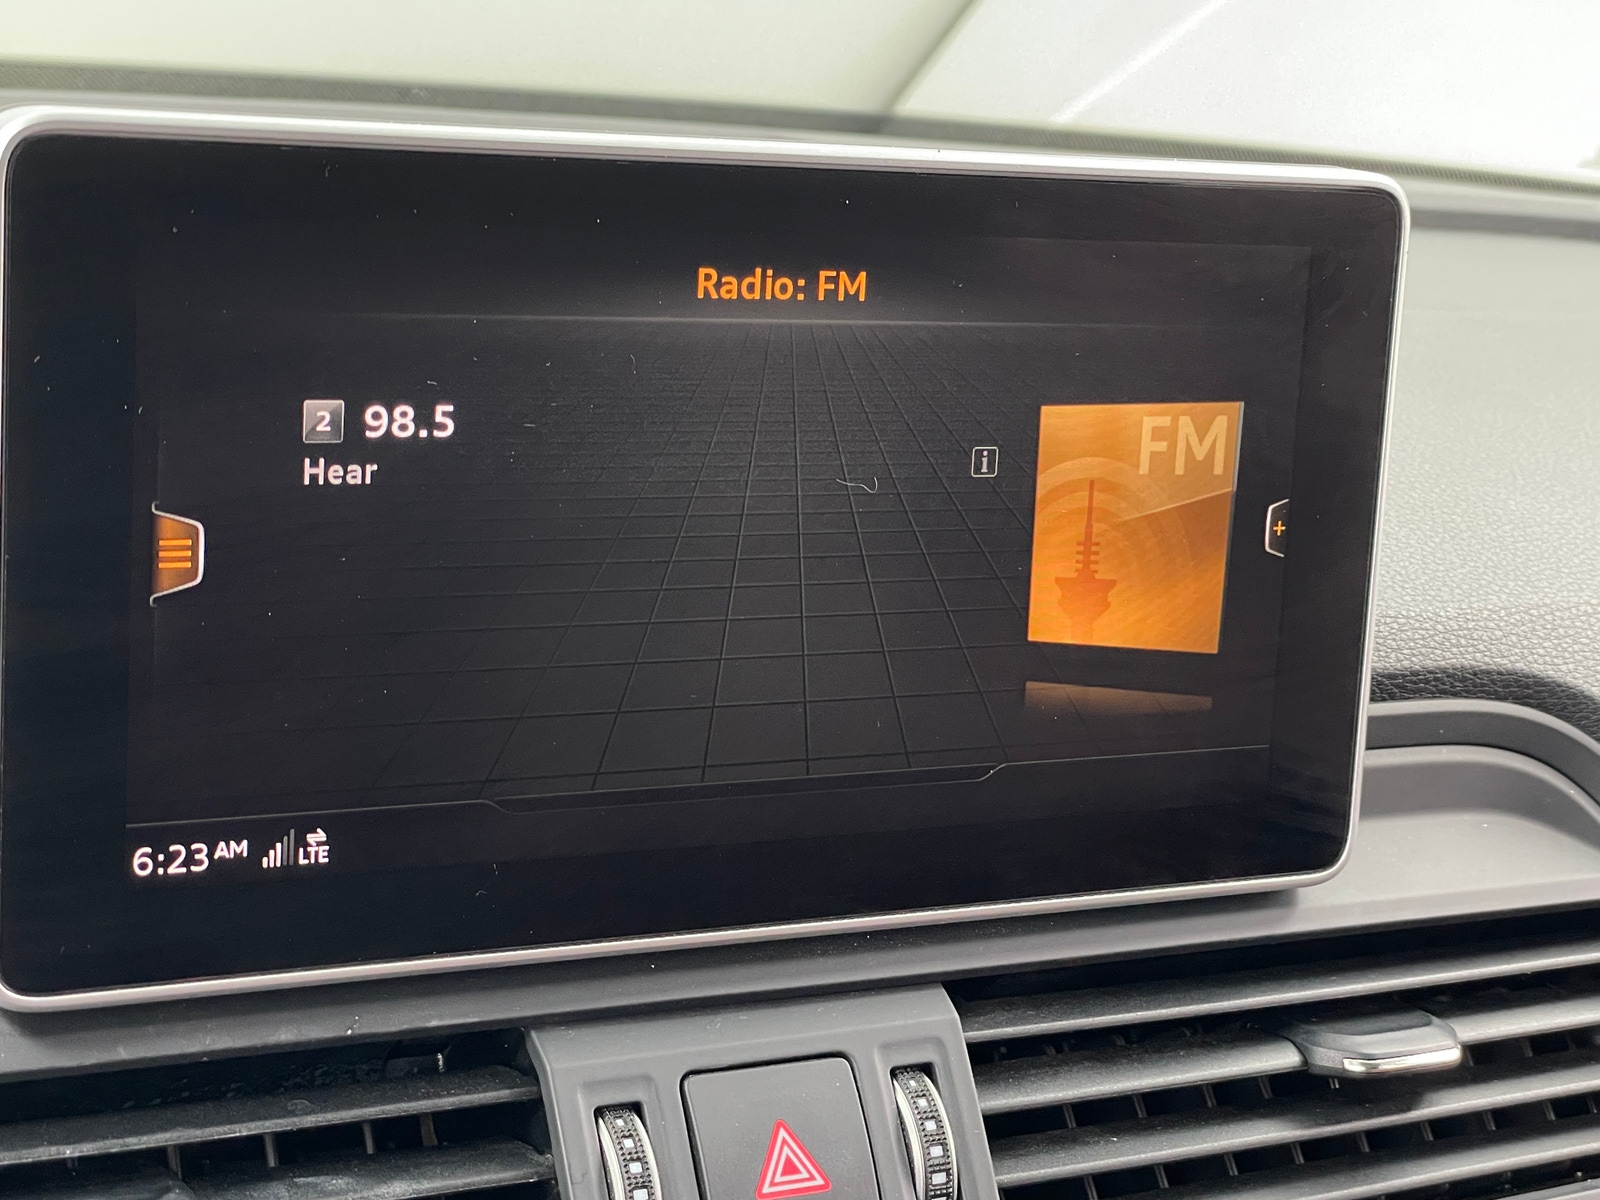 Radio: FM
2 98.5
Hear
i
FM
+
6:23 AM LTE